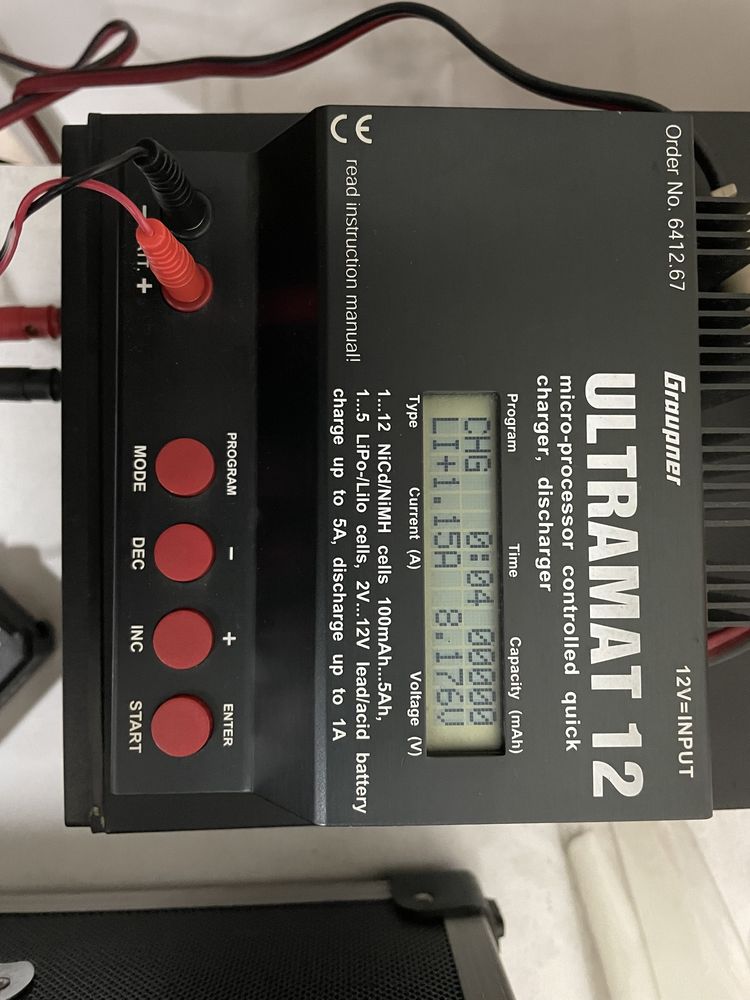 Order No. 6412.67
Graupner
12V=INPUT
ULTRAMAT 12
micro-processor controlled quick
charger, discharger
Program Time Capacity (mAh)
CHG 0:04 00000
LI+1.15A 8.176V
Type Current (A) Voltage (V)
1...12 NiCd/NiMH cells 100mAh...5Ah,
1...5 LiPo-/LiIo cells, 2V...12V lead/acid battery
charge up to 5A, discharge up to 1A
CE read instruction manual!
PROGRAM - + ENTER
MODE DEC INC START
- +